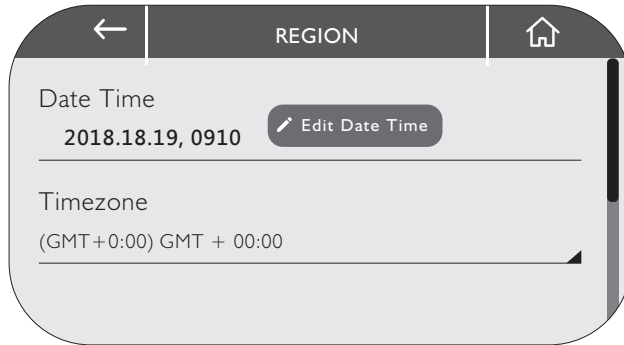 REGION
Date Time
2018.18.19, 0910
Edit Date Time
Timezone
(GMT+0:00) GMT + 00:00